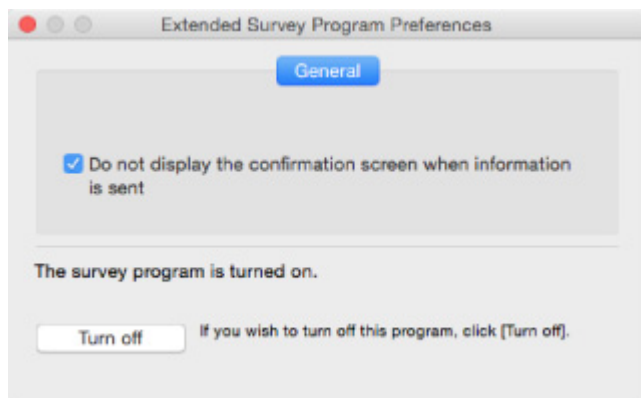 Extended Survey Program Preferences
General
Do not display the confirmation screen when information
is sent
The survey program is turned on.
Turn off
If you wish to turn off this program, click [Turn off].